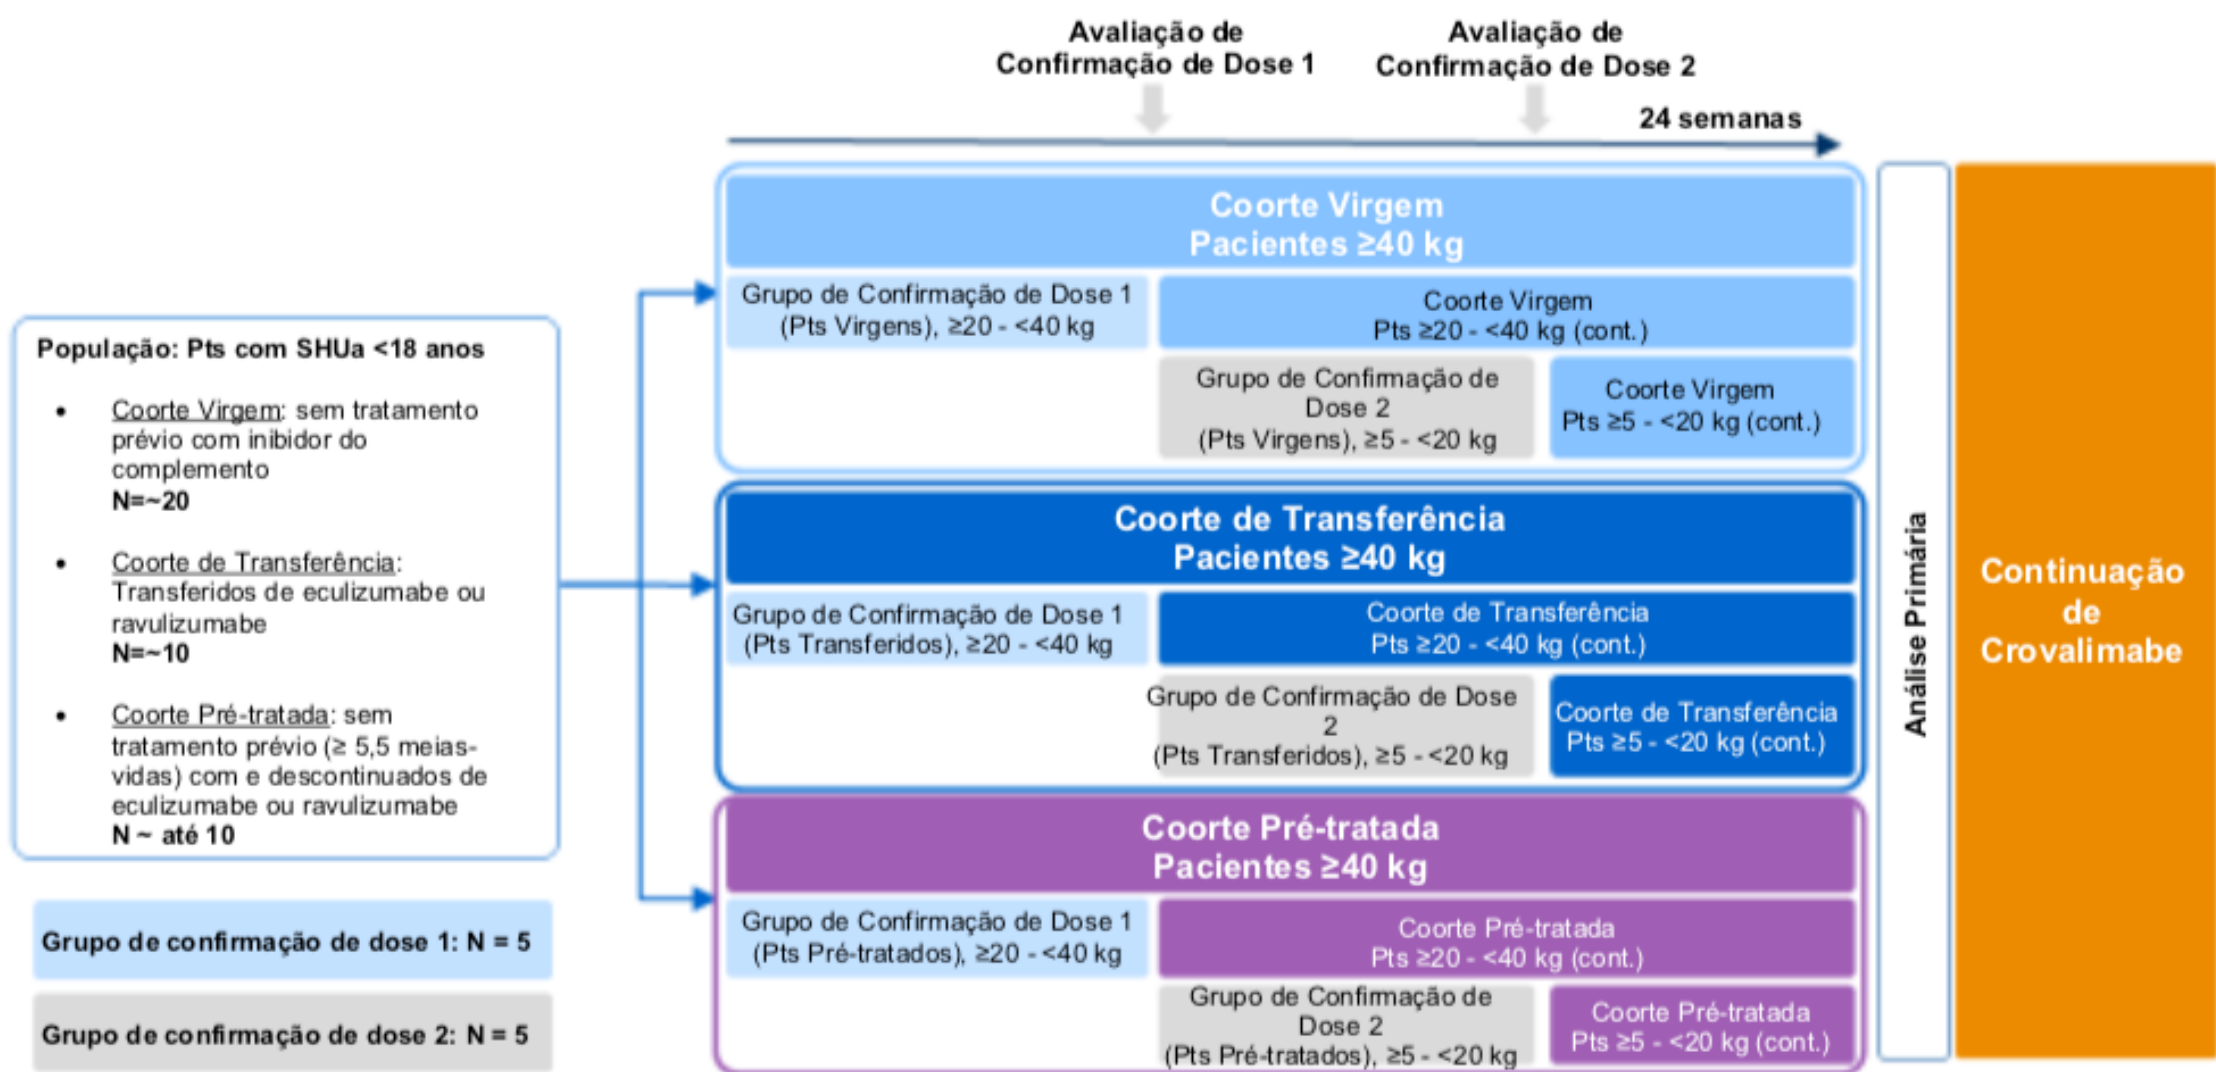 Avaliação de
Confirmação de Dose 1
Avaliação de
Confirmação de Dose 2
24 semanas
População: Pts com SHUa <18 anos
• Coorte Virgem: sem tratamento
prévio com inibidor do
complemento
N=~20
• Coorte de Transferência:
Transferidos de eculizumabe ou
ravulizumabe
N=~10
• Coorte Pré-tratada: sem
tratamento prévio (≥ 5,5 meias-
vidas) com e descontinuados de
eculizumabe ou ravulizumabe
N ~ até 10
Grupo de confirmação de dose 1: N = 5
Grupo de confirmação de dose 2: N = 5
Coorte Virgem
Pacientes ≥40 kg
Grupo de Confirmação de Dose 1
(Pts Virgens), ≥20 - <40 kg
Coorte Virgem
Pts ≥20 - <40 kg (cont.)
Grupo de Confirmação de
Dose 2
(Pts Virgens), ≥5 - <20 kg
Coorte Virgem
Pts ≥5 - <20 kg (cont.)
Coorte de Transferência
Pacientes ≥40 kg
Grupo de Confirmação de Dose 1
(Pts Transferidos), ≥20 - <40 kg
Coorte de Transferência
Pts ≥20 - <40 kg (cont.)
Grupo de Confirmação de Dose
2
(Pts Transferidos), ≥5 - <20 kg
Coorte de Transferência
Pts ≥5 - <20 kg (cont.)
Coorte Pré-tratada
Pacientes ≥40 kg
Grupo de Confirmação de Dose 1
(Pts Pré-tratados), ≥20 - <40 kg
Coorte Pré-tratada
Pts ≥20 - <40 kg (cont.)
Grupo de Confirmação de
Dose 2
(Pts Pré-tratados), ≥5 - <20 kg
Coorte Pré-tratada
Pts ≥5 - <20 kg (cont.)
Análise Primária
Continuação
de
Crovalimabe